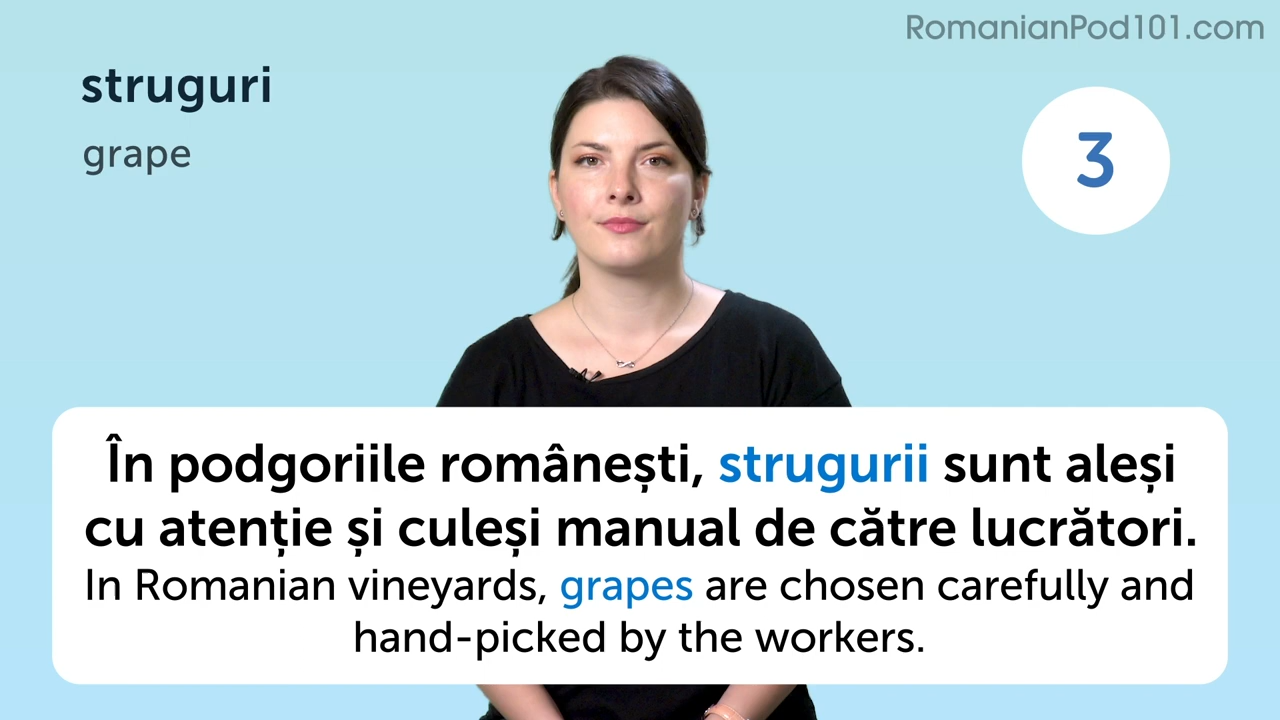 RomanianPod101.com
struguri
grape
3
În podgoriile românești, strugurii sunt aleși
cu atenție și culeși manual de către lucrători.
In Romanian vineyards, grapes are chosen carefully and
hand-picked by the workers.